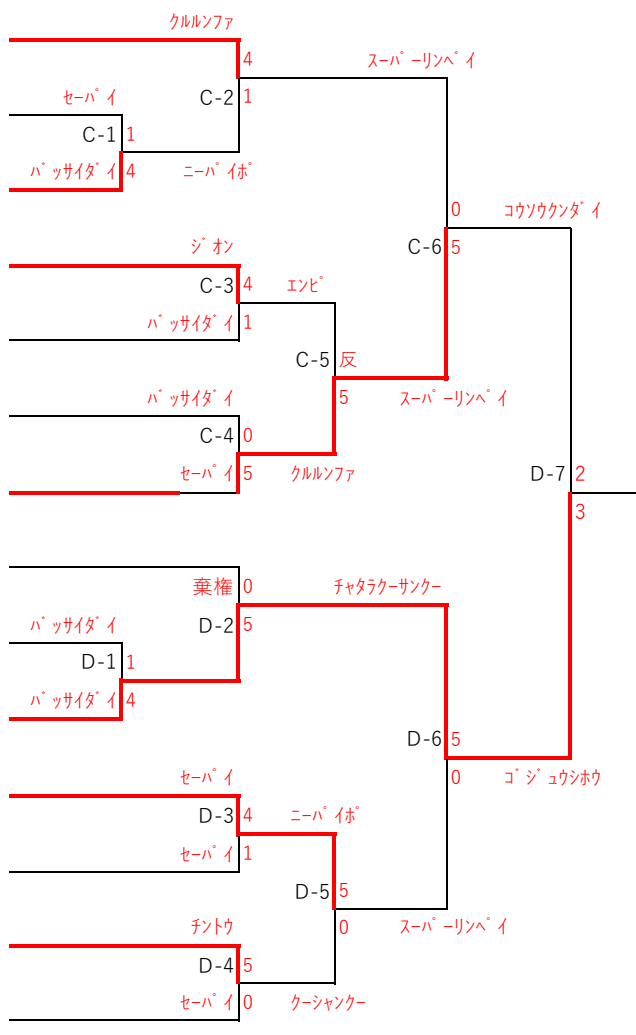 ｸﾙﾙﾝﾌｧ
4
ｽｰﾊﾟｰﾘﾝﾍﾟｲ
C-2 1
ｾｰﾊﾟｲ
C-1 1
ﾊﾞｯｻｲﾀﾞｲ 4 ﾆｰﾊﾟｲﾎﾟ
0 ｺｳｿｳｸﾝﾀﾞｲ
ｼﾞｵﾝ C-6 5
C-3 4 ｴﾝﾋﾟ
ﾊﾞｯｻｲﾀﾞｲ 1
C-5 反
ﾊﾞｯｻｲﾀﾞｲ 5 ｽｰﾊﾟｰﾘﾝﾍﾟｲ
C-4 0
ｾｰﾊﾟｲ 5 ｸﾙﾙﾝﾌｧ D-7 2
3
棄権 0 ﾁｬﾀﾗｸｰｻﾝｸｰ
ﾊﾞｯｻｲﾀﾞｲ D-2 5
D-1 1
ﾊﾞｯｻｲﾀﾞｲ 4
D-6 5
ｾｰﾊﾟｲ 0 ｺﾞｼﾞｭｳｼﾎｳ
D-3 4 ﾆｰﾊﾟｲﾎﾟ
ｾｰﾊﾟｲ 1
D-5 5
ﾁﾝﾄｳ 0 ｽｰﾊﾟｰﾘﾝﾍﾟｲ
D-4 5
ｾｰﾊﾟｲ 0 ｸｰｼｬﾝｸｰ